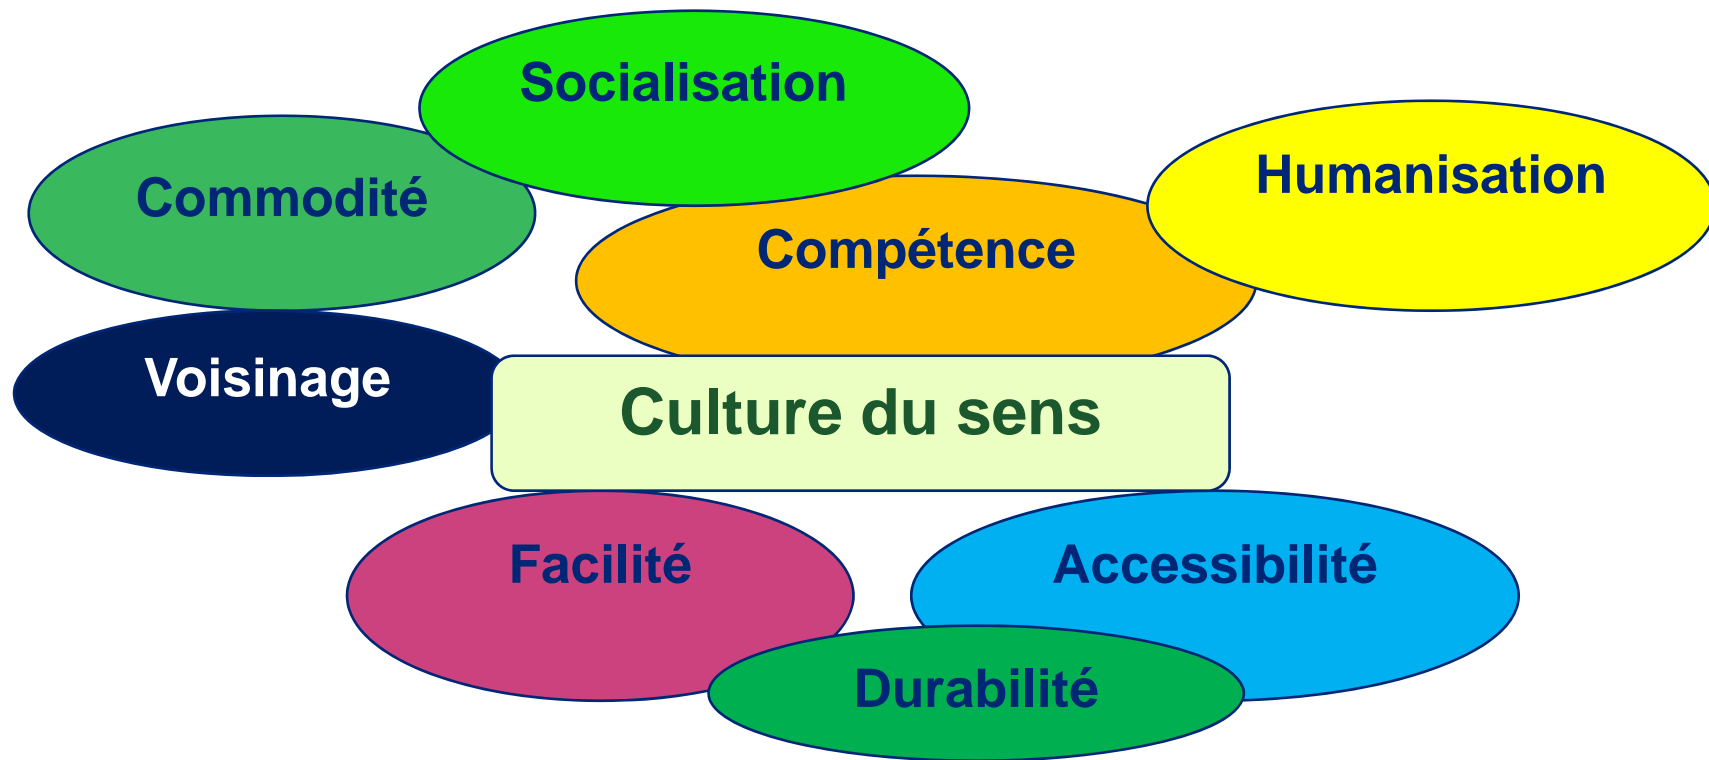 Socialisation
Humanisation
Commodité
Compétence
Voisinage
Culture du sens
Facilité
Accessibilité
Durabilité